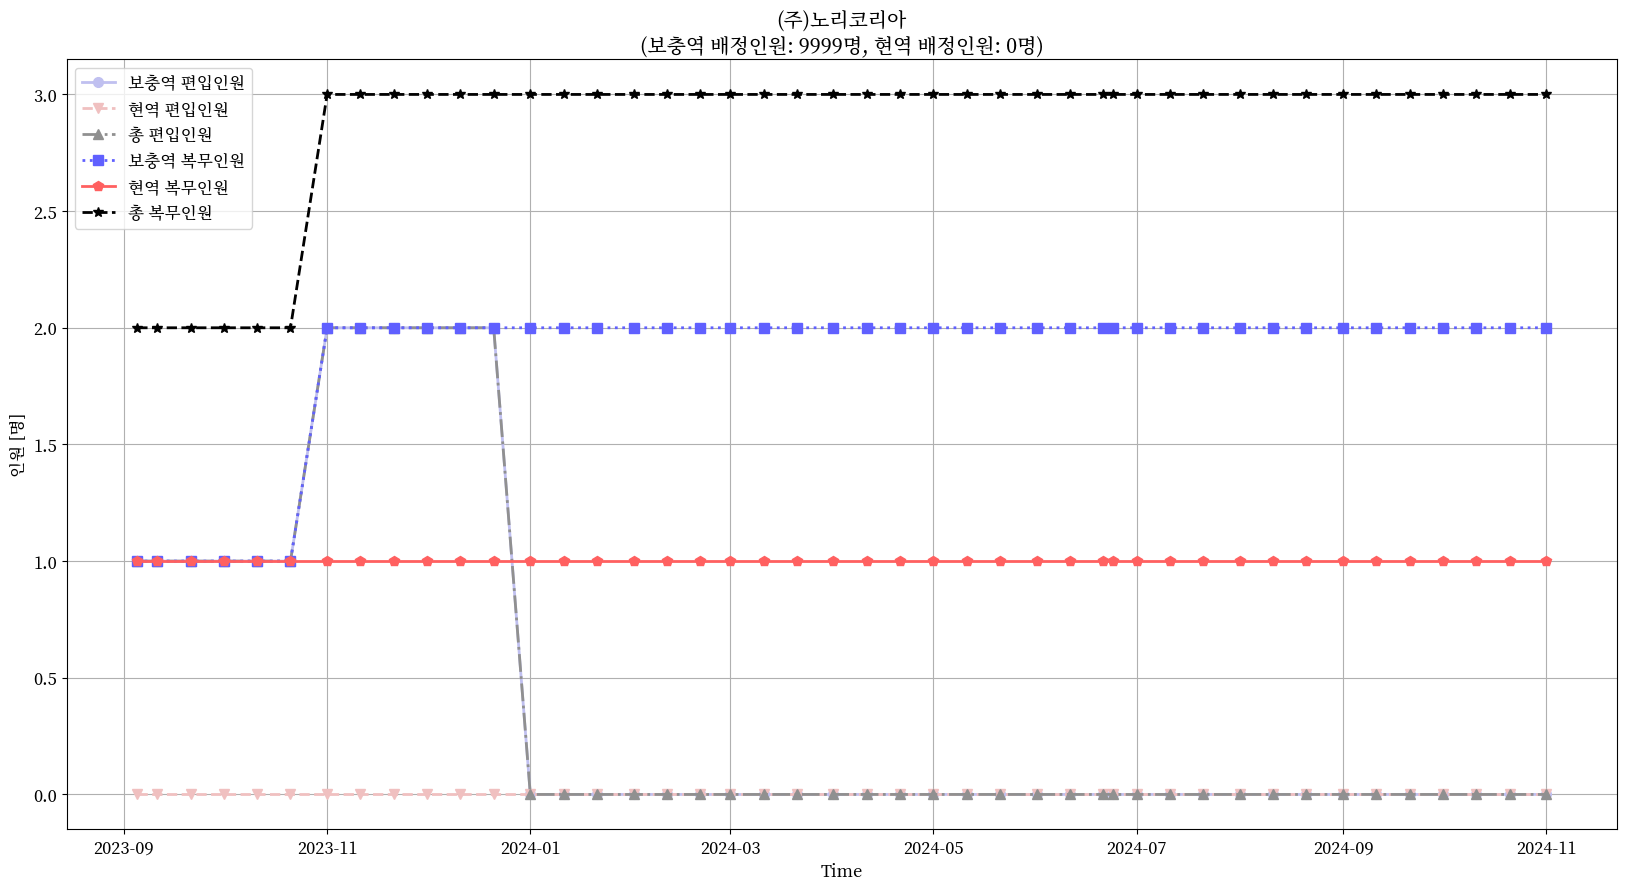 (주)노리코리아
(보충역 배정인원: 9999명, 현역 배정인원: 0명)
보충역 편입인원
현역 편입인원
총 편입인원
보충역 복무인원
현역 복무인원
총 복무인원
인원 [명]
3.0
2.5
2.0
1.5
1.0
0.5
0.0
2023-09 2023-11 2024-01 2024-03 2024-05 2024-07 2024-09 2024-11
Time